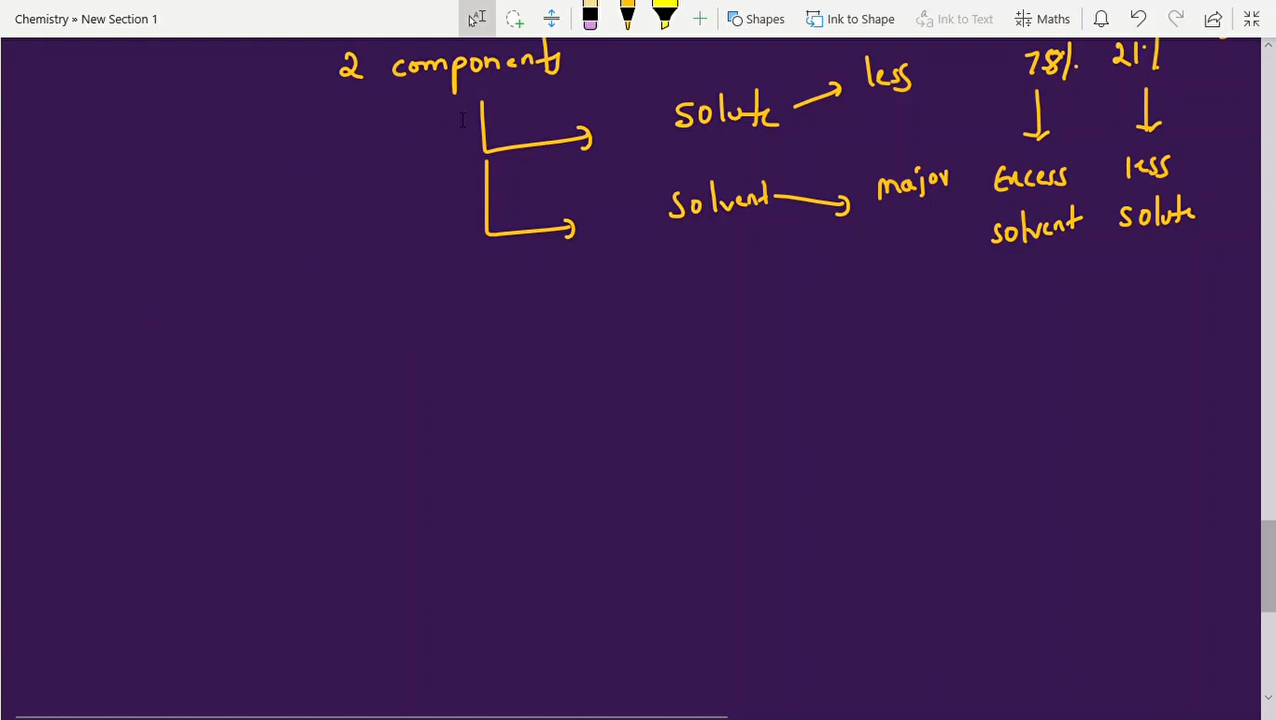 Chemistry » New Section 1
Shapes
Ink to Shape
Ink to Text
Maths
2 components
solute → less
solvent → major
78%. 21%
↓ ↓
Excess less
solvent solute